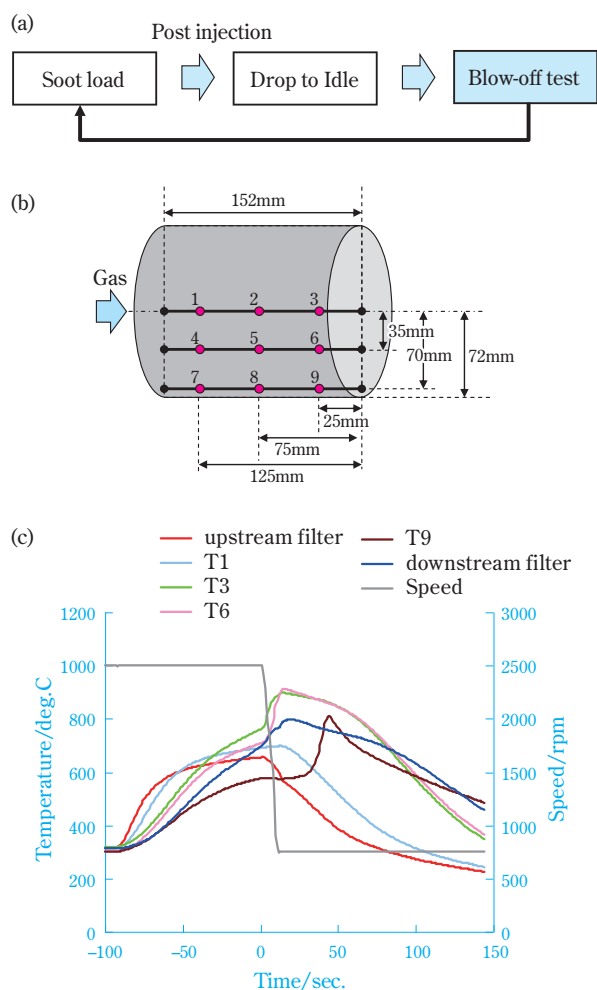 (a)
Post injection
Soot load
Drop to Idle
Blow-off test
(b)
152mm
Gas
1 2 3
4 5 6
7 8 9
35mm
70mm
72mm
25mm
75mm
125mm
(c)
upstream filter
T1
T3
T6
T9
downstream filter
Speed
Temperature/deg.C
1200
1000
800
600
400
200
0
Speed/rpm
3000
2500
2000
1500
1000
500
0
–100 –50 0 50 100 150
Time/sec.